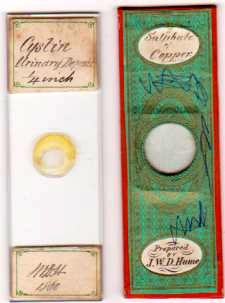 Cystin
Urinary Deposit
1/4 inch
Sulphate
of
Copper
Prepared
BY
J.W.D. Hume